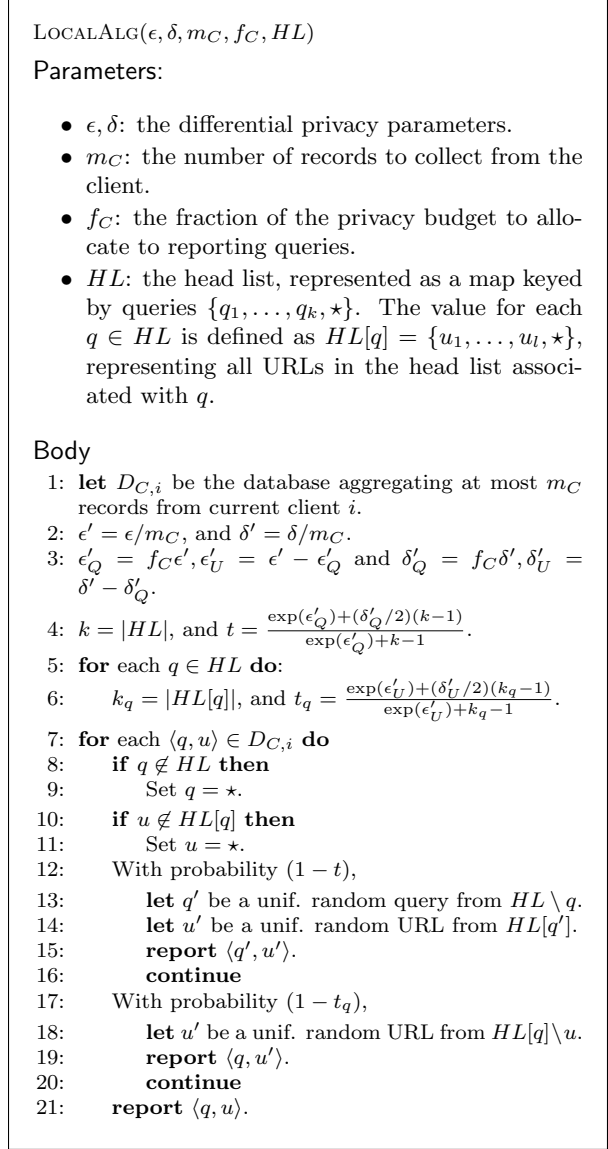 LOCALALG(ϵ, δ, m_C, f_C, HL)
Parameters:
• ϵ, δ: the differential privacy parameters.
• m_C: the number of records to collect from the
client.
• f_C: the fraction of the privacy budget to allo-
cate to reporting queries.
• HL: the head list, represented as a map keyed
by queries {q_1, . . . , q_k, ⋆}. The value for each
q ∈ HL is defined as HL[q] = {u_1, . . . , u_l, ⋆},
representing all URLs in the head list associ-
ated with q.
Body
1: let D_{C,i} be the database aggregating at most m_C
records from current client i.
2: ϵ′ = ϵ/m_C, and δ′ = δ/m_C.
3: ϵ′_Q = f_C ϵ′, ϵ′_U = ϵ′ − ϵ′_Q and δ′_Q = f_C δ′, δ′_U =
δ′ − δ′_Q.
4: k = |HL|, and t = \frac{exp(ϵ′_Q)+(δ′_Q/2)(k−1)}{exp(ϵ′_Q)+k−1}.
5: for each q ∈ HL do:
6: k_q = |HL[q]|, and t_q = \frac{exp(ϵ′_U)+(δ′_U/2)(k_q−1)}{exp(ϵ′_U)+k_q−1}.
7: for each ⟨q, u⟩ ∈ D_{C,i} do
8: if q ∉ HL then
9: Set q = ⋆.
10: if u ∉ HL[q] then
11: Set u = ⋆.
12: With probability (1 − t),
13: let q′ be a unif. random query from HL \ q.
14: let u′ be a unif. random URL from HL[q′].
15: report ⟨q′, u′⟩.
16: continue
17: With probability (1 − t_q),
18: let u′ be a unif. random URL from HL[q]\u.
19: report ⟨q, u′⟩.
20: continue
21: report ⟨q, u⟩.